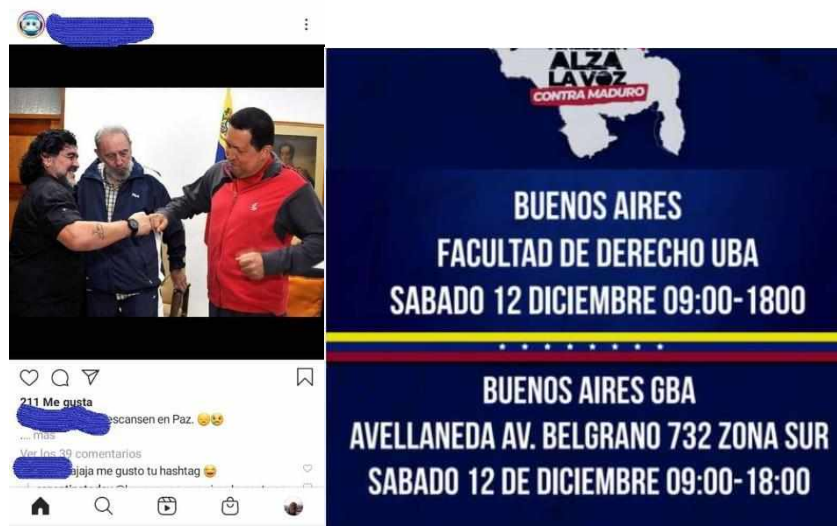 211 Me gusta
escansen en Paz. 😔😢
... más
Ver los 39 comentarios
ajaja me gusto tu hashtag 😂
ALZA
LA VOZ
CONTRA MADURO
BUENOS AIRES
FACULTAD DE DERECHO UBA
SABADO 12 DICIEMBRE 09:00-1800
BUENOS AIRES GBA
AVELLANEDA AV. BELGRANO 732 ZONA SUR
SABADO 12 DE DICIEMBRE 09:00-18:00